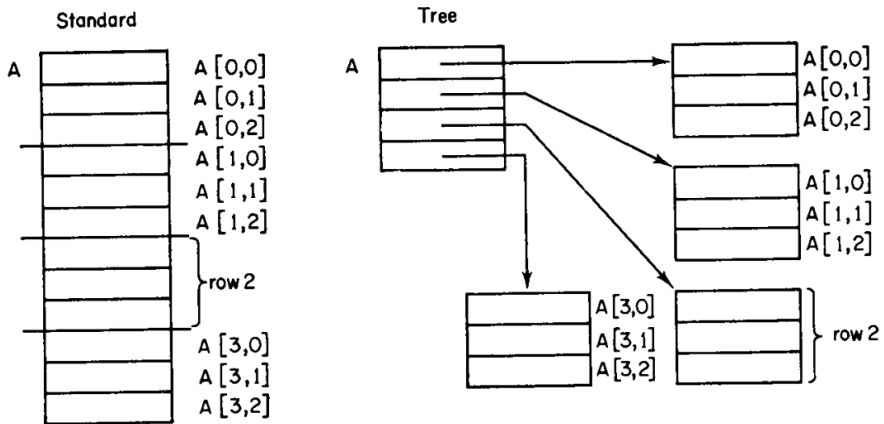 Standard
A
A[0,0]
A[0,1]
A[0,2]
A[1,0]
A[1,1]
A[1,2]
row 2
A[3,0]
A[3,1]
A[3,2]
Tree
A
A[0,0]
A[0,1]
A[0,2]
A[1,0]
A[1,1]
A[1,2]
A[3,0]
A[3,1]
A[3,2]
row 2